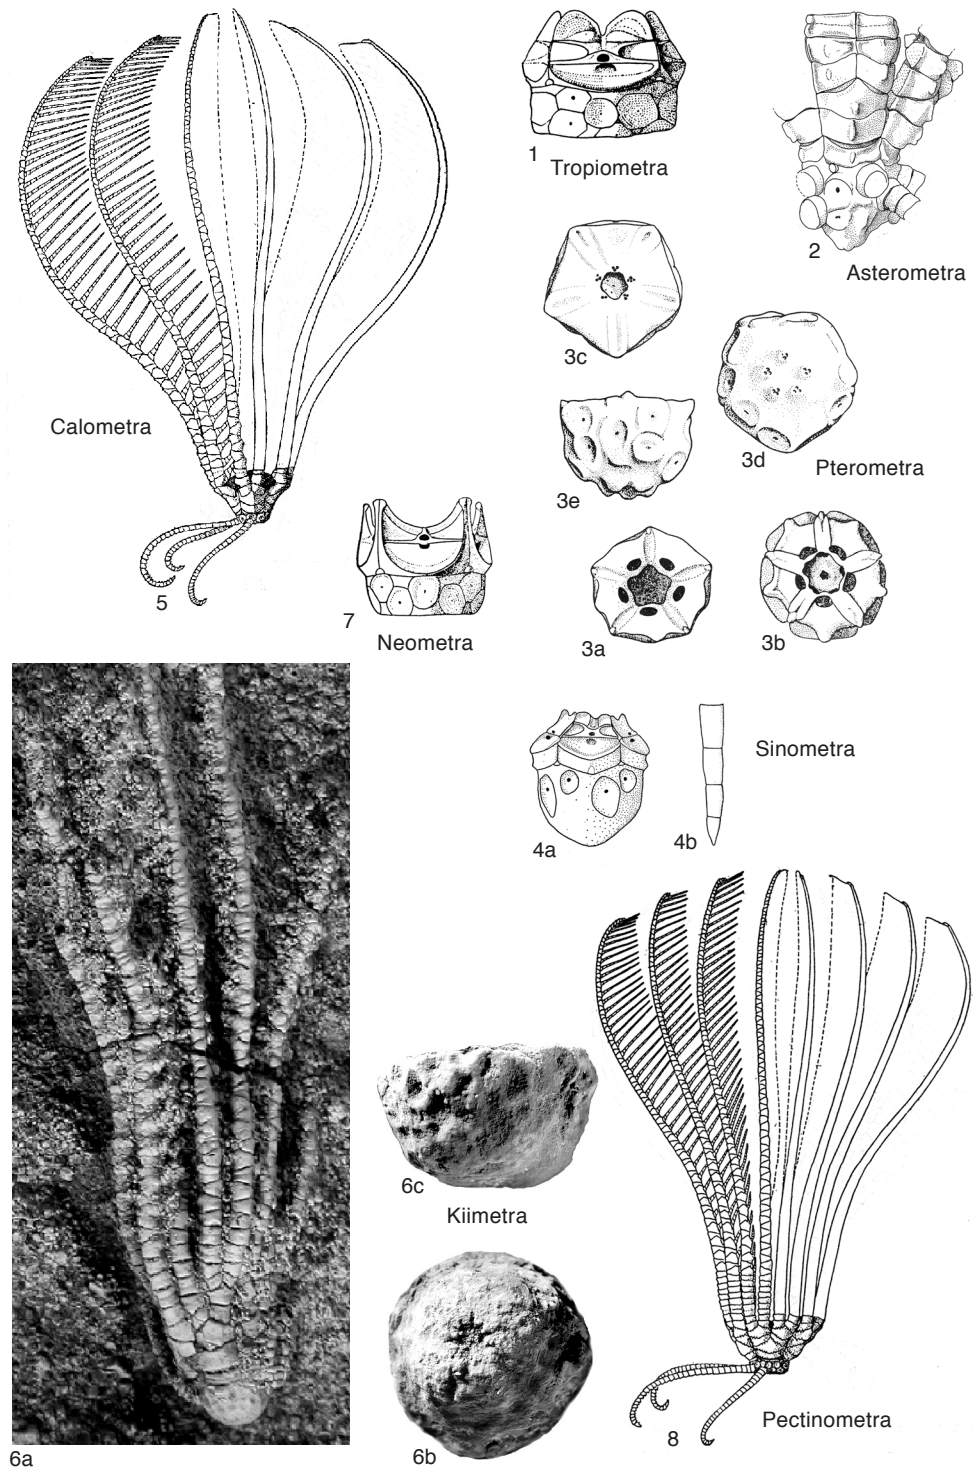 1
Tropiometra
2
Asterometra
3c
3d
Pterometra
Calometra
3e
5
7
Neometra
3a
3b
Sinometra
4a
4b
6c
Kiimetra
6a
6b
8
Pectinometra